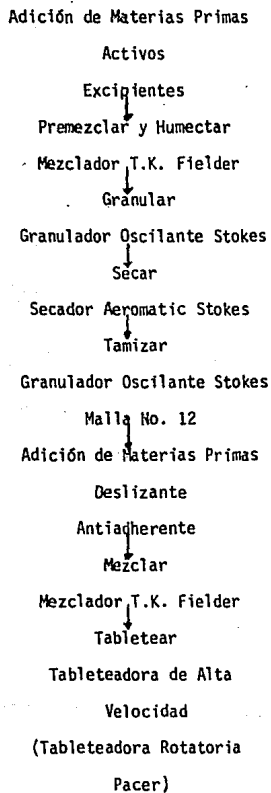 Adición de Materias Primas
Activos
Excipientes
Premezclar y Humectar
Mezclador T.K. Fielder
Granular
Granulador Oscilante Stokes
Secar
Secador Aeromatic Stokes
Tamizar
Granulador Oscilante Stokes
Malla No. 12
Adición de Materias Primas
Deslizante
Antiadherente
Mezclar
Mezclador T.K. Fielder
Tabletear
Tableteadora de Alta
Velocidad
(Tableteadora Rotatoria
Pacer)